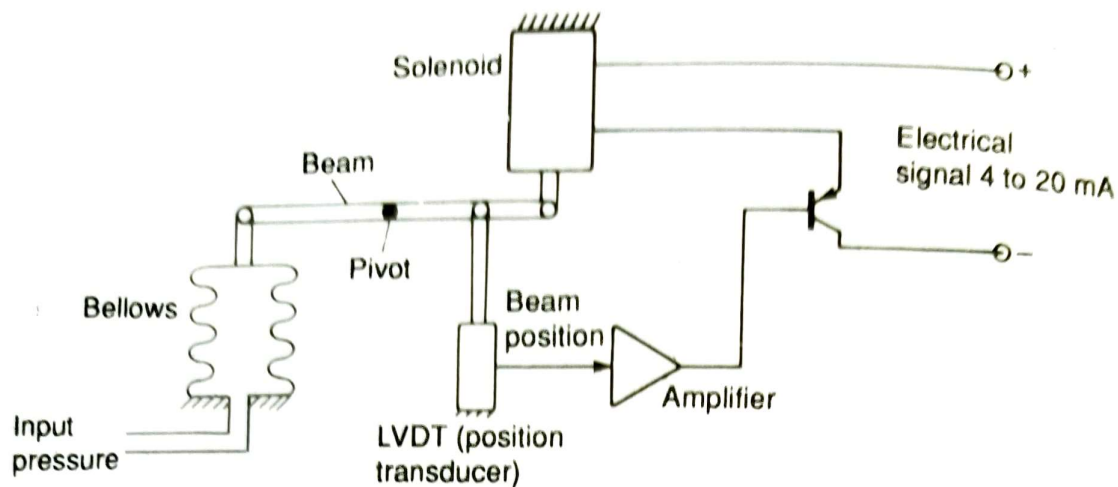 Solenoid
+
Electrical
signal 4 to 20 mA
Beam
Pivot
−
Bellows
Beam
position
Amplifier
Input
pressure
LVDT (position
transducer)